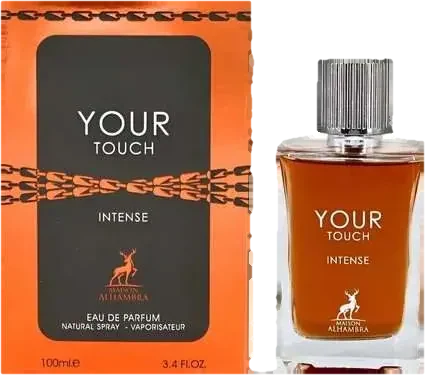 YOUR
TOUCH
INTENSE
MAISON
ALHAMBRA
EAU DE PARFUM
NATURAL SPRAY - VAPORISATEUR
100ml.e 3.4 FL.OZ.
YOUR
TOUCH
INTENSE
MAISON
ALHAMBRA